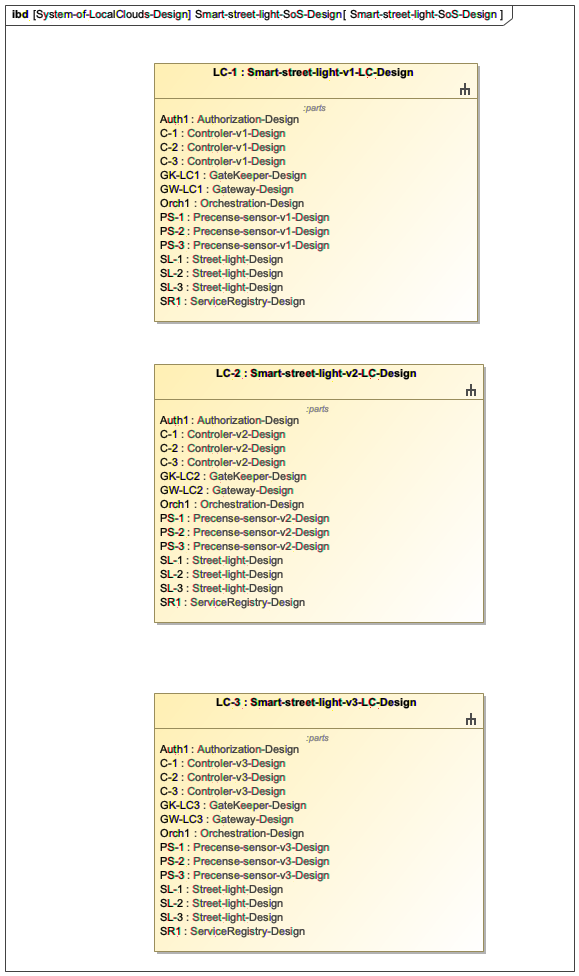 ibd [System-of-LocalClouds-Design] Smart-street-light-SoS-Design[ Smart-street-light-SoS-Design ]
LC-1 : Smart-street-light-v1-LC-Design
:parts
Auth1 : Authorization-Design
C-1 : Controler-v1-Design
C-2 : Controler-v1-Design
C-3 : Controler-v1-Design
GK-LC1 : GateKeeper-Design
GW-LC1 : Gateway-Design
Orch1 : Orchestration-Design
PS-1 : Precense-sensor-v1-Design
PS-2 : Precense-sensor-v1-Design
PS-3 : Precense-sensor-v1-Design
SL-1 : Street-light-Design
SL-2 : Street-light-Design
SL-3 : Street-light-Design
SR1 : ServiceRegistry-Design
LC-2 : Smart-street-light-v2-LC-Design
:parts
Auth1 : Authorization-Design
C-1 : Controler-v2-Design
C-2 : Controler-v2-Design
C-3 : Controler-v2-Design
GK-LC2 : GateKeeper-Design
GW-LC2 : Gateway-Design
Orch1 : Orchestration-Design
PS-1 : Precense-sensor-v2-Design
PS-2 : Precense-sensor-v2-Design
PS-3 : Precense-sensor-v2-Design
SL-1 : Street-light-Design
SL-2 : Street-light-Design
SL-3 : Street-light-Design
SR1 : ServiceRegistry-Design
LC-3 : Smart-street-light-v3-LC-Design
:parts
Auth1 : Authorization-Design
C-1 : Controler-v3-Design
C-2 : Controler-v3-Design
C-3 : Controler-v3-Design
GK-LC3 : GateKeeper-Design
GW-LC3 : Gateway-Design
Orch1 : Orchestration-Design
PS-1 : Precense-sensor-v3-Design
PS-2 : Precense-sensor-v3-Design
PS-3 : Precense-sensor-v3-Design
SL-1 : Street-light-Design
SL-2 : Street-light-Design
SL-3 : Street-light-Design
SR1 : ServiceRegistry-Design